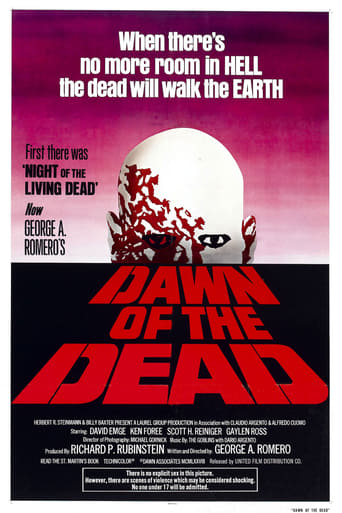 When there's
no more room in HELL
the dead will walk the EARTH
First there was
'NIGHT OF THE
LIVING DEAD'
Now
GEORGE A.
ROMERO'S
DAWN
OF THE
DEAD
HERBERT R. STEINMANN & BILLY BAXTER PRESENT A LAUREL GROUP PRODUCTION in Association with CLAUDIO ARGENTO & ALFREDO CUOMO
Starring: DAVID EMGE KEN FOREE SCOTT H. REINIGER GAYLEN ROSS
Director of Photography: MICHAEL GORNICK Music By: THE GOBLINS with DARIO ARGENTO
Produced By: RICHARD P. RUBINSTEIN Written and Directed by: GEORGE A. ROMERO
READ THE ST. MARTIN'S BOOK TECHNICOLOR® ©DAWN ASSOCIATES MCMLXXVIII Released by UNITED FILM DISTRIBUTION CO.
There is no explicit sex in this picture.
However, there are scenes of violence which may be considered shocking.
No one under 17 will be admitted.
"DAWN OF THE DEAD"